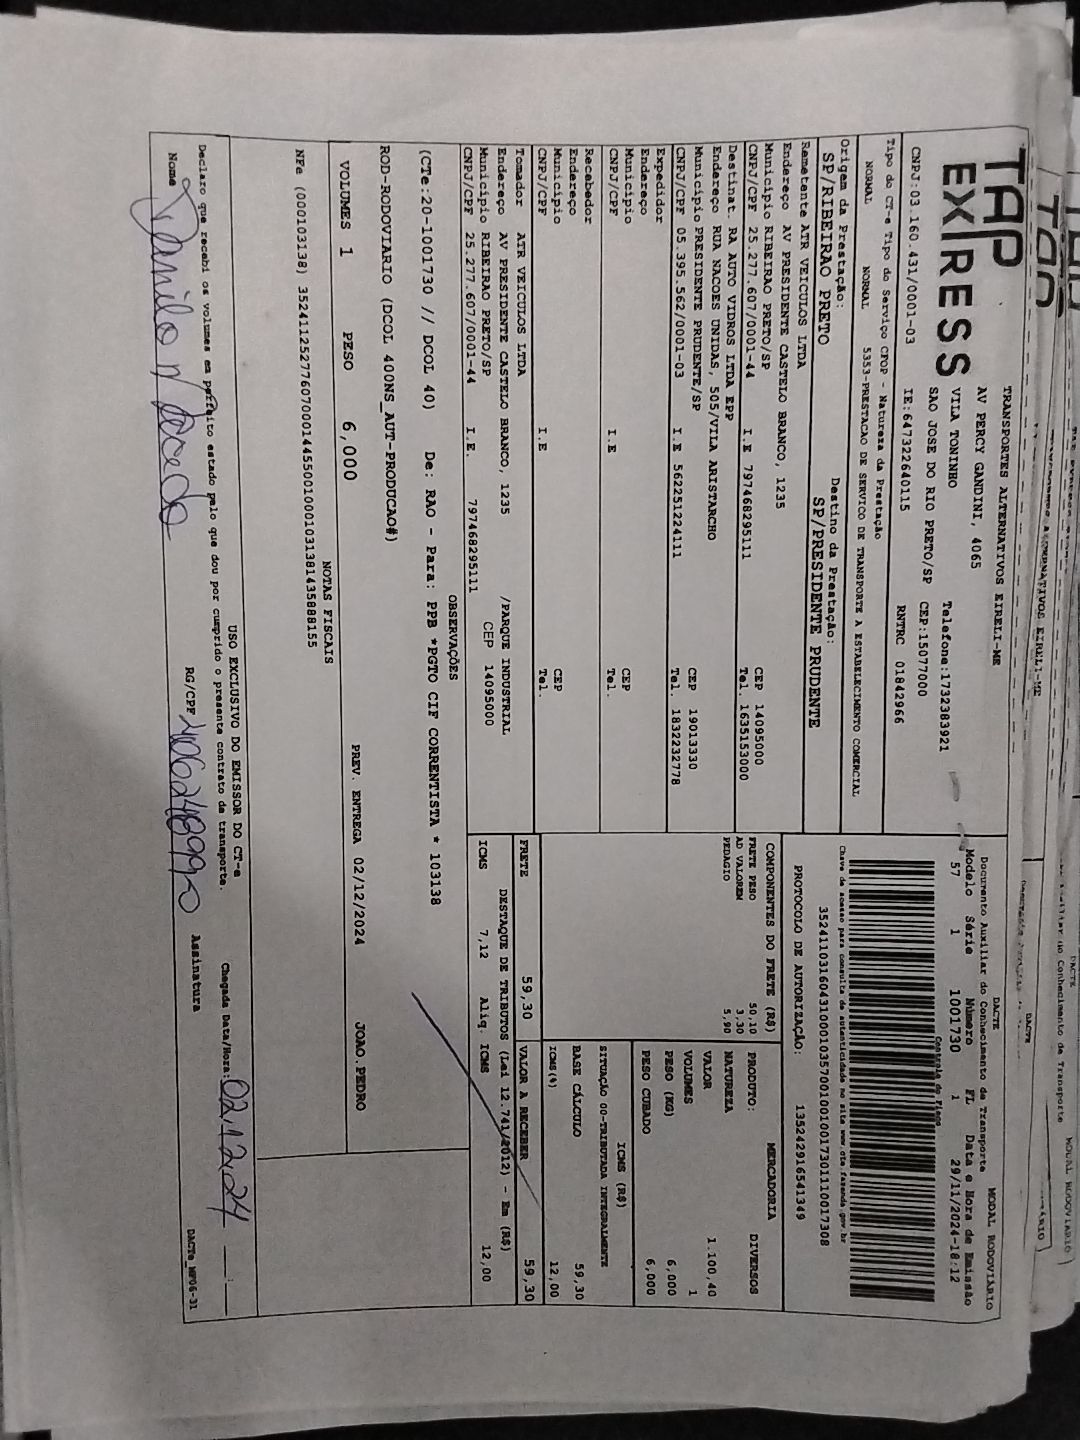 TAP
EXPRESS
TRANSPORTES ALTERNATIVOS EIRELI-ME
AV PERCY GANDINI, 4065
VILA TONINHO Telefone:1732383921
SAO JOSE DO RIO PRETO/SP CEP:15077000
CNPJ:03.160.431/0001-03 IE:647322640115 RNTRC 01842966
Tipo do CT-e Tipo do Serviço CFOP - Natureza da Prestação
NORMAL NORMAL 5353-PRESTACAO DE SERVICO DE TRANSPORTE A ESTABELECIMENTO COMERCIAL
Origem da Prestação: Destino da Prestação:
SP/RIBEIRAO PRETO SP/PRESIDENTE PRUDENTE
Remetente ATR VEICULOS LTDA
Endereço AV PRESIDENTE CASTELO BRANCO, 1235
Município RIBEIRAO PRETO/SP CEP 14095000
CNPJ/CPF 25.277.607/0001-44 I.E 797468295111 Tel. 1635153000
Destinat. RA AUTO VIDROS LTDA EPP
Endereço RUA NACOES UNIDAS, 505/VILA ARISTARCHO
Município PRESIDENTE PRUDENTE/SP CEP 19013330
CNPJ/CPF 05.395.562/0001-03 I.E 562251224111 Tel. 1832232778
Expedidor
Endereço
Município CEP
CNPJ/CPF I.E Tel.
Recebedor
Endereço
Município CEP
CNPJ/CPF I.E Tel.
Tomador ATR VEICULOS LTDA
Endereço AV PRESIDENTE CASTELO BRANCO, 1235 /PARQUE INDUSTRIAL
Município RIBEIRAO PRETO/SP CEP 14095000
CNPJ/CPF 25.277.607/0001-44 I.E. 797468295111
DACTE MODAL RODOVIÁRIO
Documento Auxiliar do Conhecimento de Transporte
Modelo Série Número FL Data e Hora de Emissão
57 1 1001730 1 29/11/2024-18:12
Controle do Fisco
Chave de acesso para consulta de autenticidade no site www.cte.fazenda.gov.br
35241103160431000103570010010017301110017308
PROTOCOLO DE AUTORIZAÇÃO: 135242916541349
COMPONENTES DO FRETE (R$)
FRETE PESO 50,10
AD VALOREM 3,30
PEDAGIO 5,90
MERCADORIA
PRODUTO: DIVERSOS
NATUREZA
VALOR 1.100,40
VOLUMES 1
PESO (KG) 6,000
PESO CUBADO 6,000
ICMS (R$)
SITUAÇÃO 00-TRIBUTADA INTEGRALMENTE
BASE CÁLCULO 59,30
ICMS(%) 12,00
FRETE 59,30 VALOR A RECEBER 59,30
DESTAQUE DE TRIBUTOS (Lei 12.741/2012) - Em (R$)
ICMS 7,12 Aliq. ICMS 12,00
OBSERVAÇÕES
(CTe:20-1001730 // DCOL 40) De: RAO - Para: PPB *PGTO CIF CORRENTISTA * 103138
ROD-RODOVIARIO (DCOL 400NS_AUT-PRODUCAO#)
VOLUMES 1 PESO 6,000 PREV. ENTREGA 02/12/2024 JOAO.PEDRO
NOTAS FISCAIS
NFe (000103138) 35241125277607000144550010001031381435888155
USO EXCLUSIVO DO EMISSOR DO CT-e
Declaro que recebi os volumes em perfeito estado pelo que dou por cumprido o presente contrato de transporte. Chegada Data/Hora: 02.12.24
Nome Danilo RG/CPF Assinatura
DACTe_MP06-31